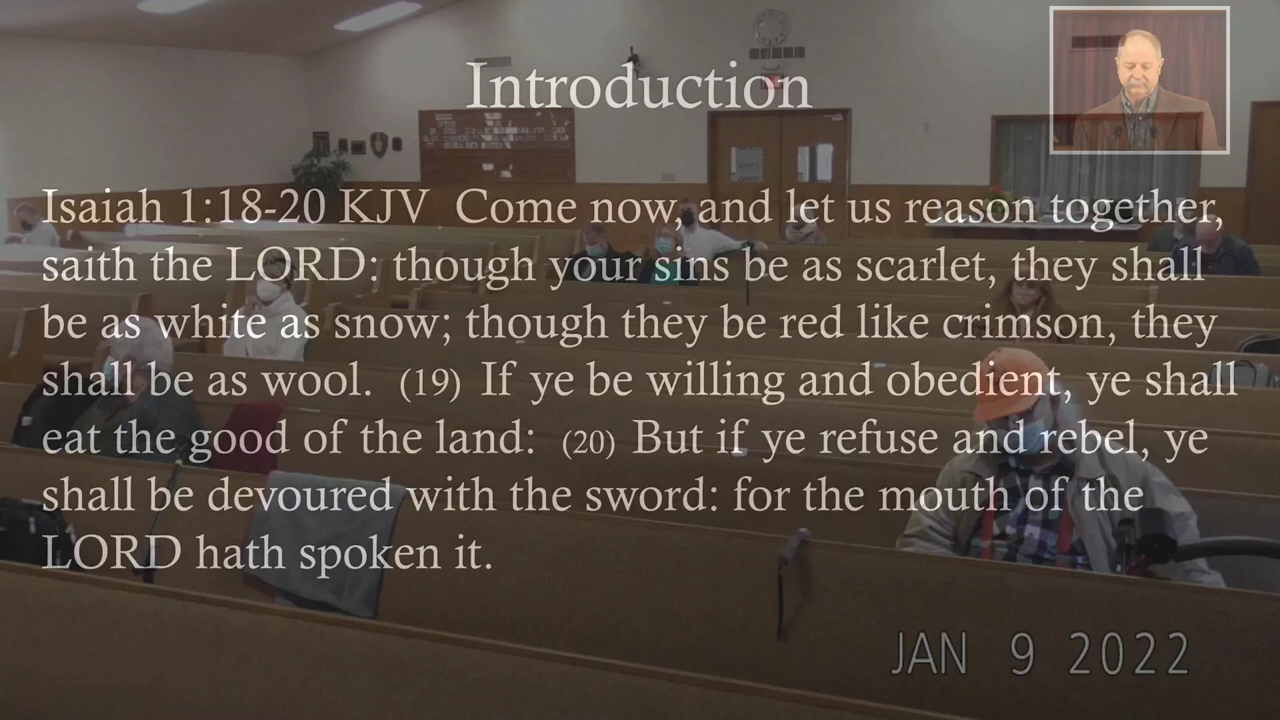 Introduction
Isaiah 1:18-20 KJV Come now, and let us reason together,
saith the LORD: though your sins be as scarlet, they shall
be as white as snow; though they be red like crimson, they
shall be as wool. (19) If ye be willing and obedient, ye shall
eat the good of the land: (20) But if ye refuse and rebel, ye
shall be devoured with the sword: for the mouth of the
LORD hath spoken it.
JAN 9 2022